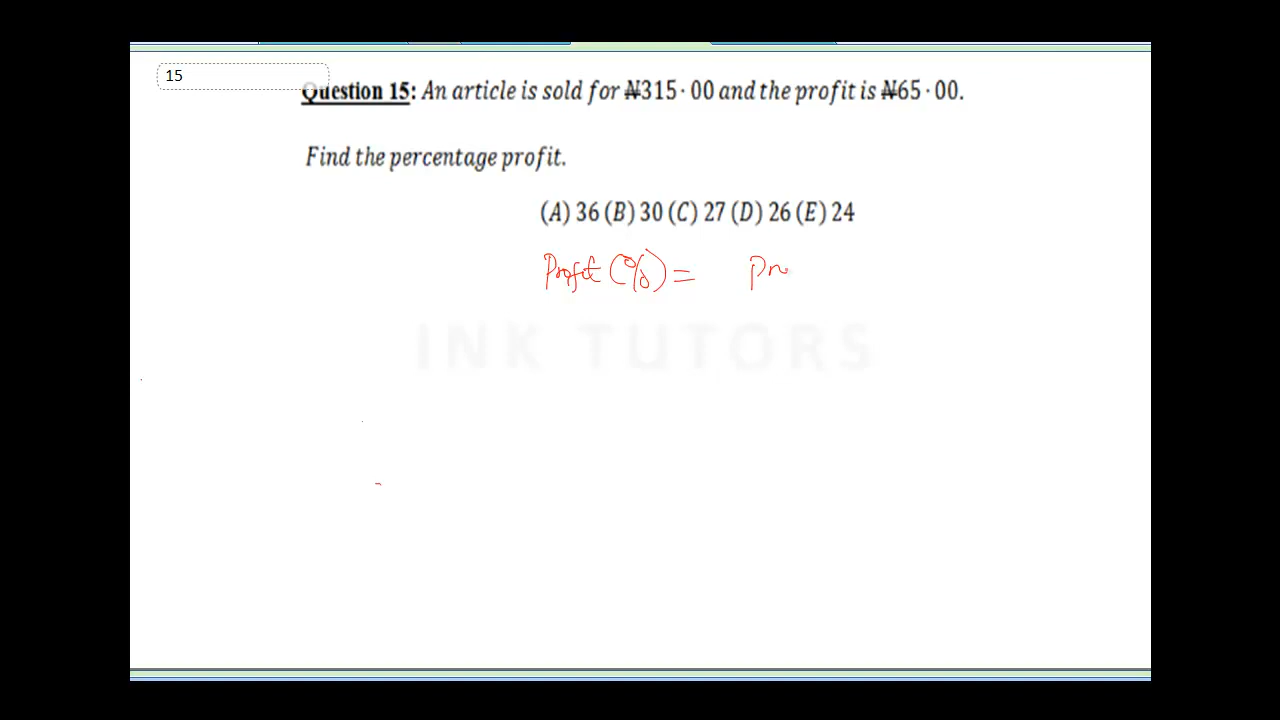 15
Question 15: An article is sold for ₦315·00 and the profit is ₦65·00.
Find the percentage profit.
(A) 36 (B) 30 (C) 27 (D) 26 (E) 24
Profit (%) = Pr
INK TUTORS